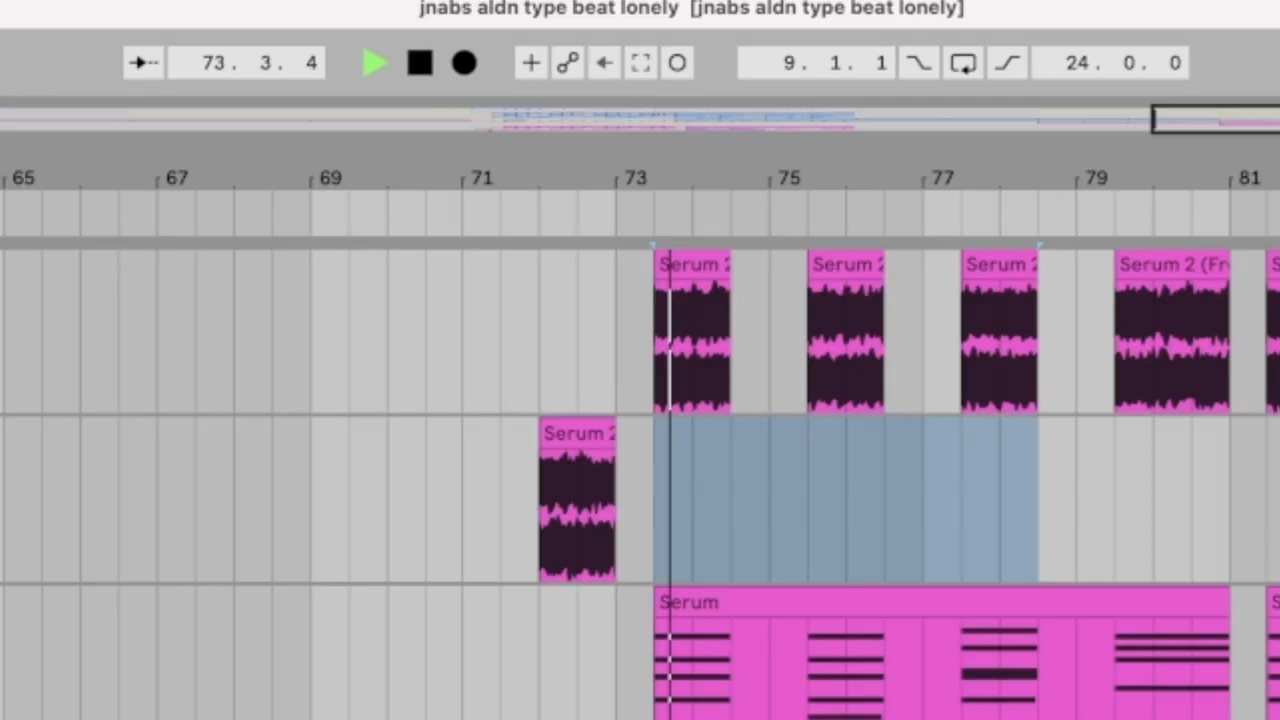 jnabs aldn type beat lonely [jnabs aldn type beat lonely]
73. 3. 4 9. 1. 1 24. 0. 0
65 67 69 71 73 75 77 79 81
Serum 2 Serum 2 Serum 2 Serum 2 (Fr S
Serum 2
Serum S